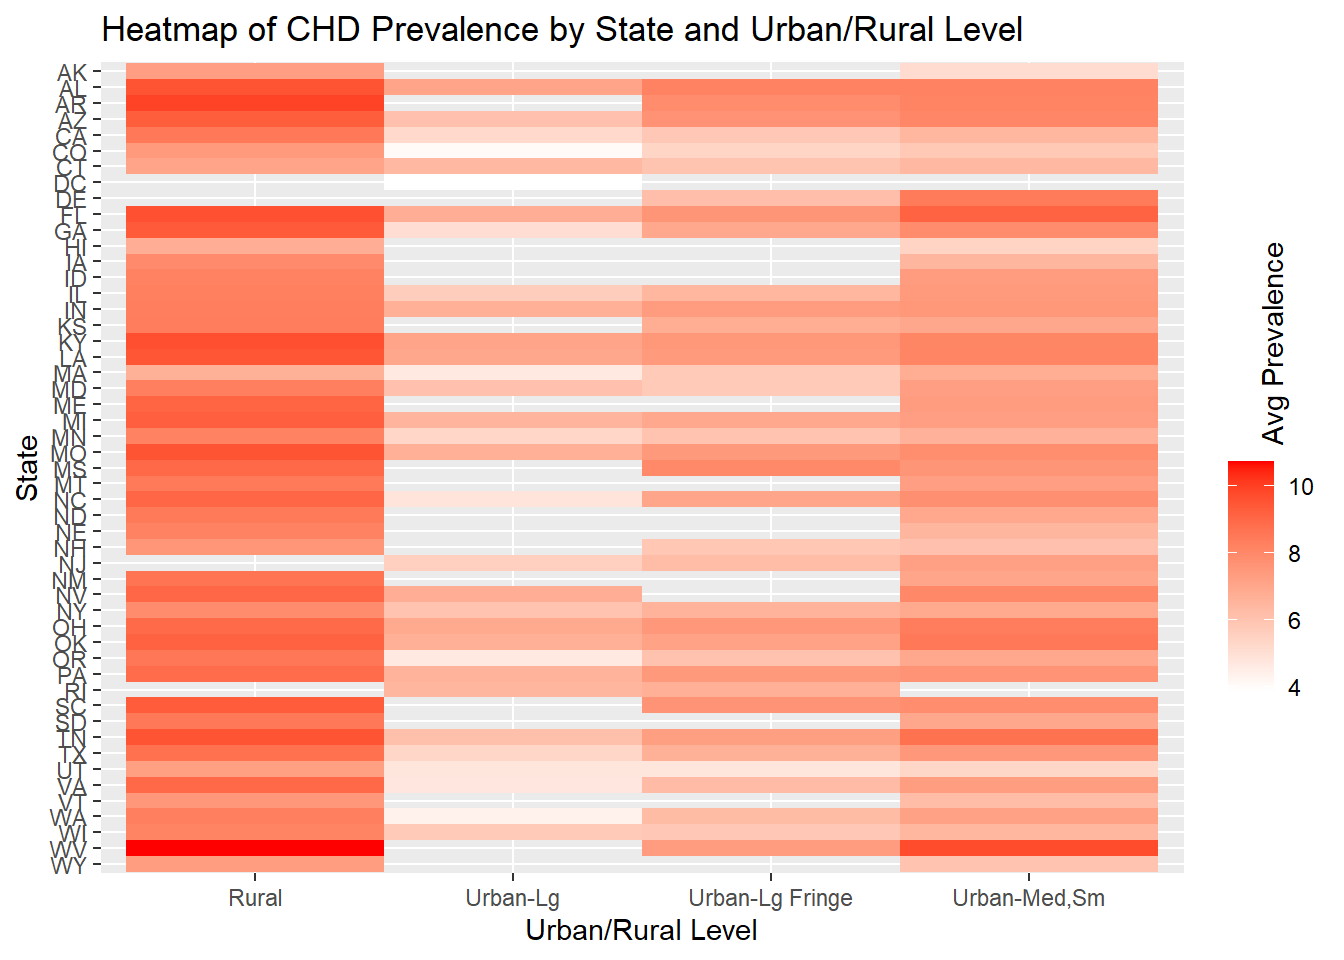 Heatmap of CHD Prevalence by State and Urban/Rural Level
AK
AL
AR
AZ
CA
CO
CT
DC
DE
FL
GA
HI
IA
ID
IL
IN
KS
KY
LA
MA
MD
ME
MI
MN
MO
MS
MT
NC
ND
NE
NH
NJ
NM
NV
NY
OH
OK
OR
PA
RI
SC
SD
TN
TX
UT
VA
VT
WA
WI
WV
WY
State
Rural
Urban-Lg
Urban-Lg Fringe
Urban-Med,Sm
Urban/Rural Level
Avg Prevalence
10
8
6
4